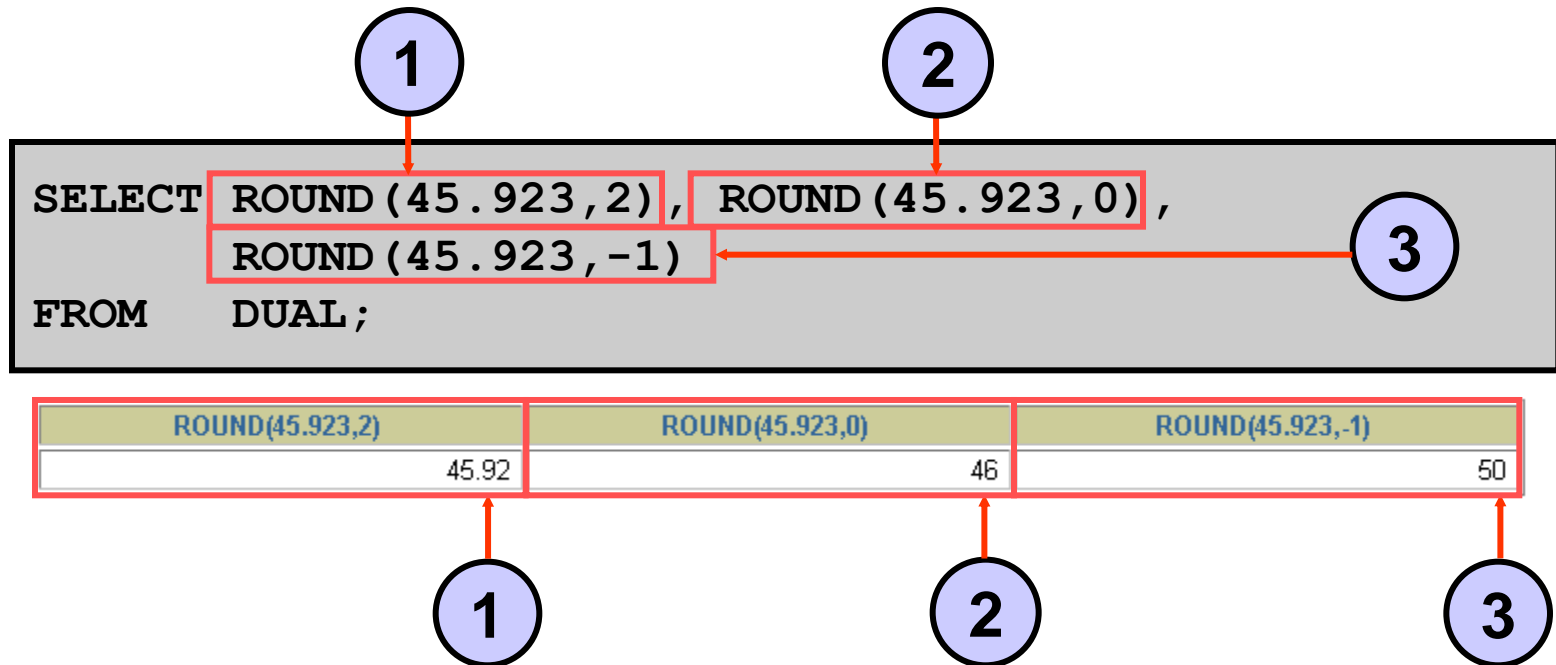 1 2
SELECT ROUND(45.923,2), ROUND(45.923,0),
ROUND(45.923,-1) 3
FROM DUAL;
ROUND(45.923,2) ROUND(45.923,0) ROUND(45.923,-1)
45.92 46 50
1 2 3